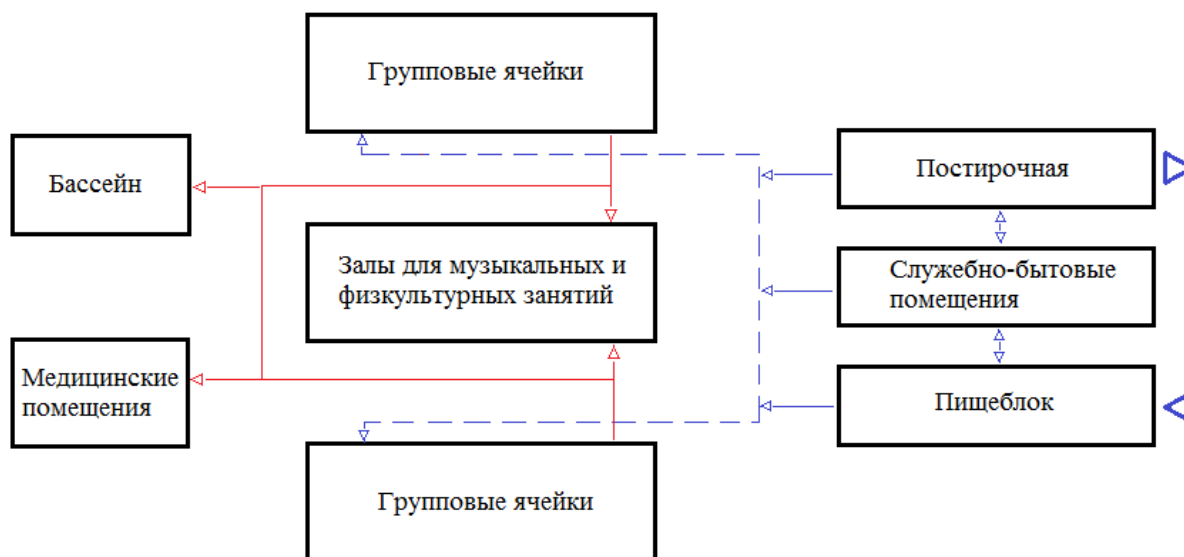 Групповые ячейки
Бассейн
Постирочная
Залы для музыкальных и
физкультурных занятий
Служебно-бытовые
помещения
Медицинские
помещения
Пищеблок
Групповые ячейки